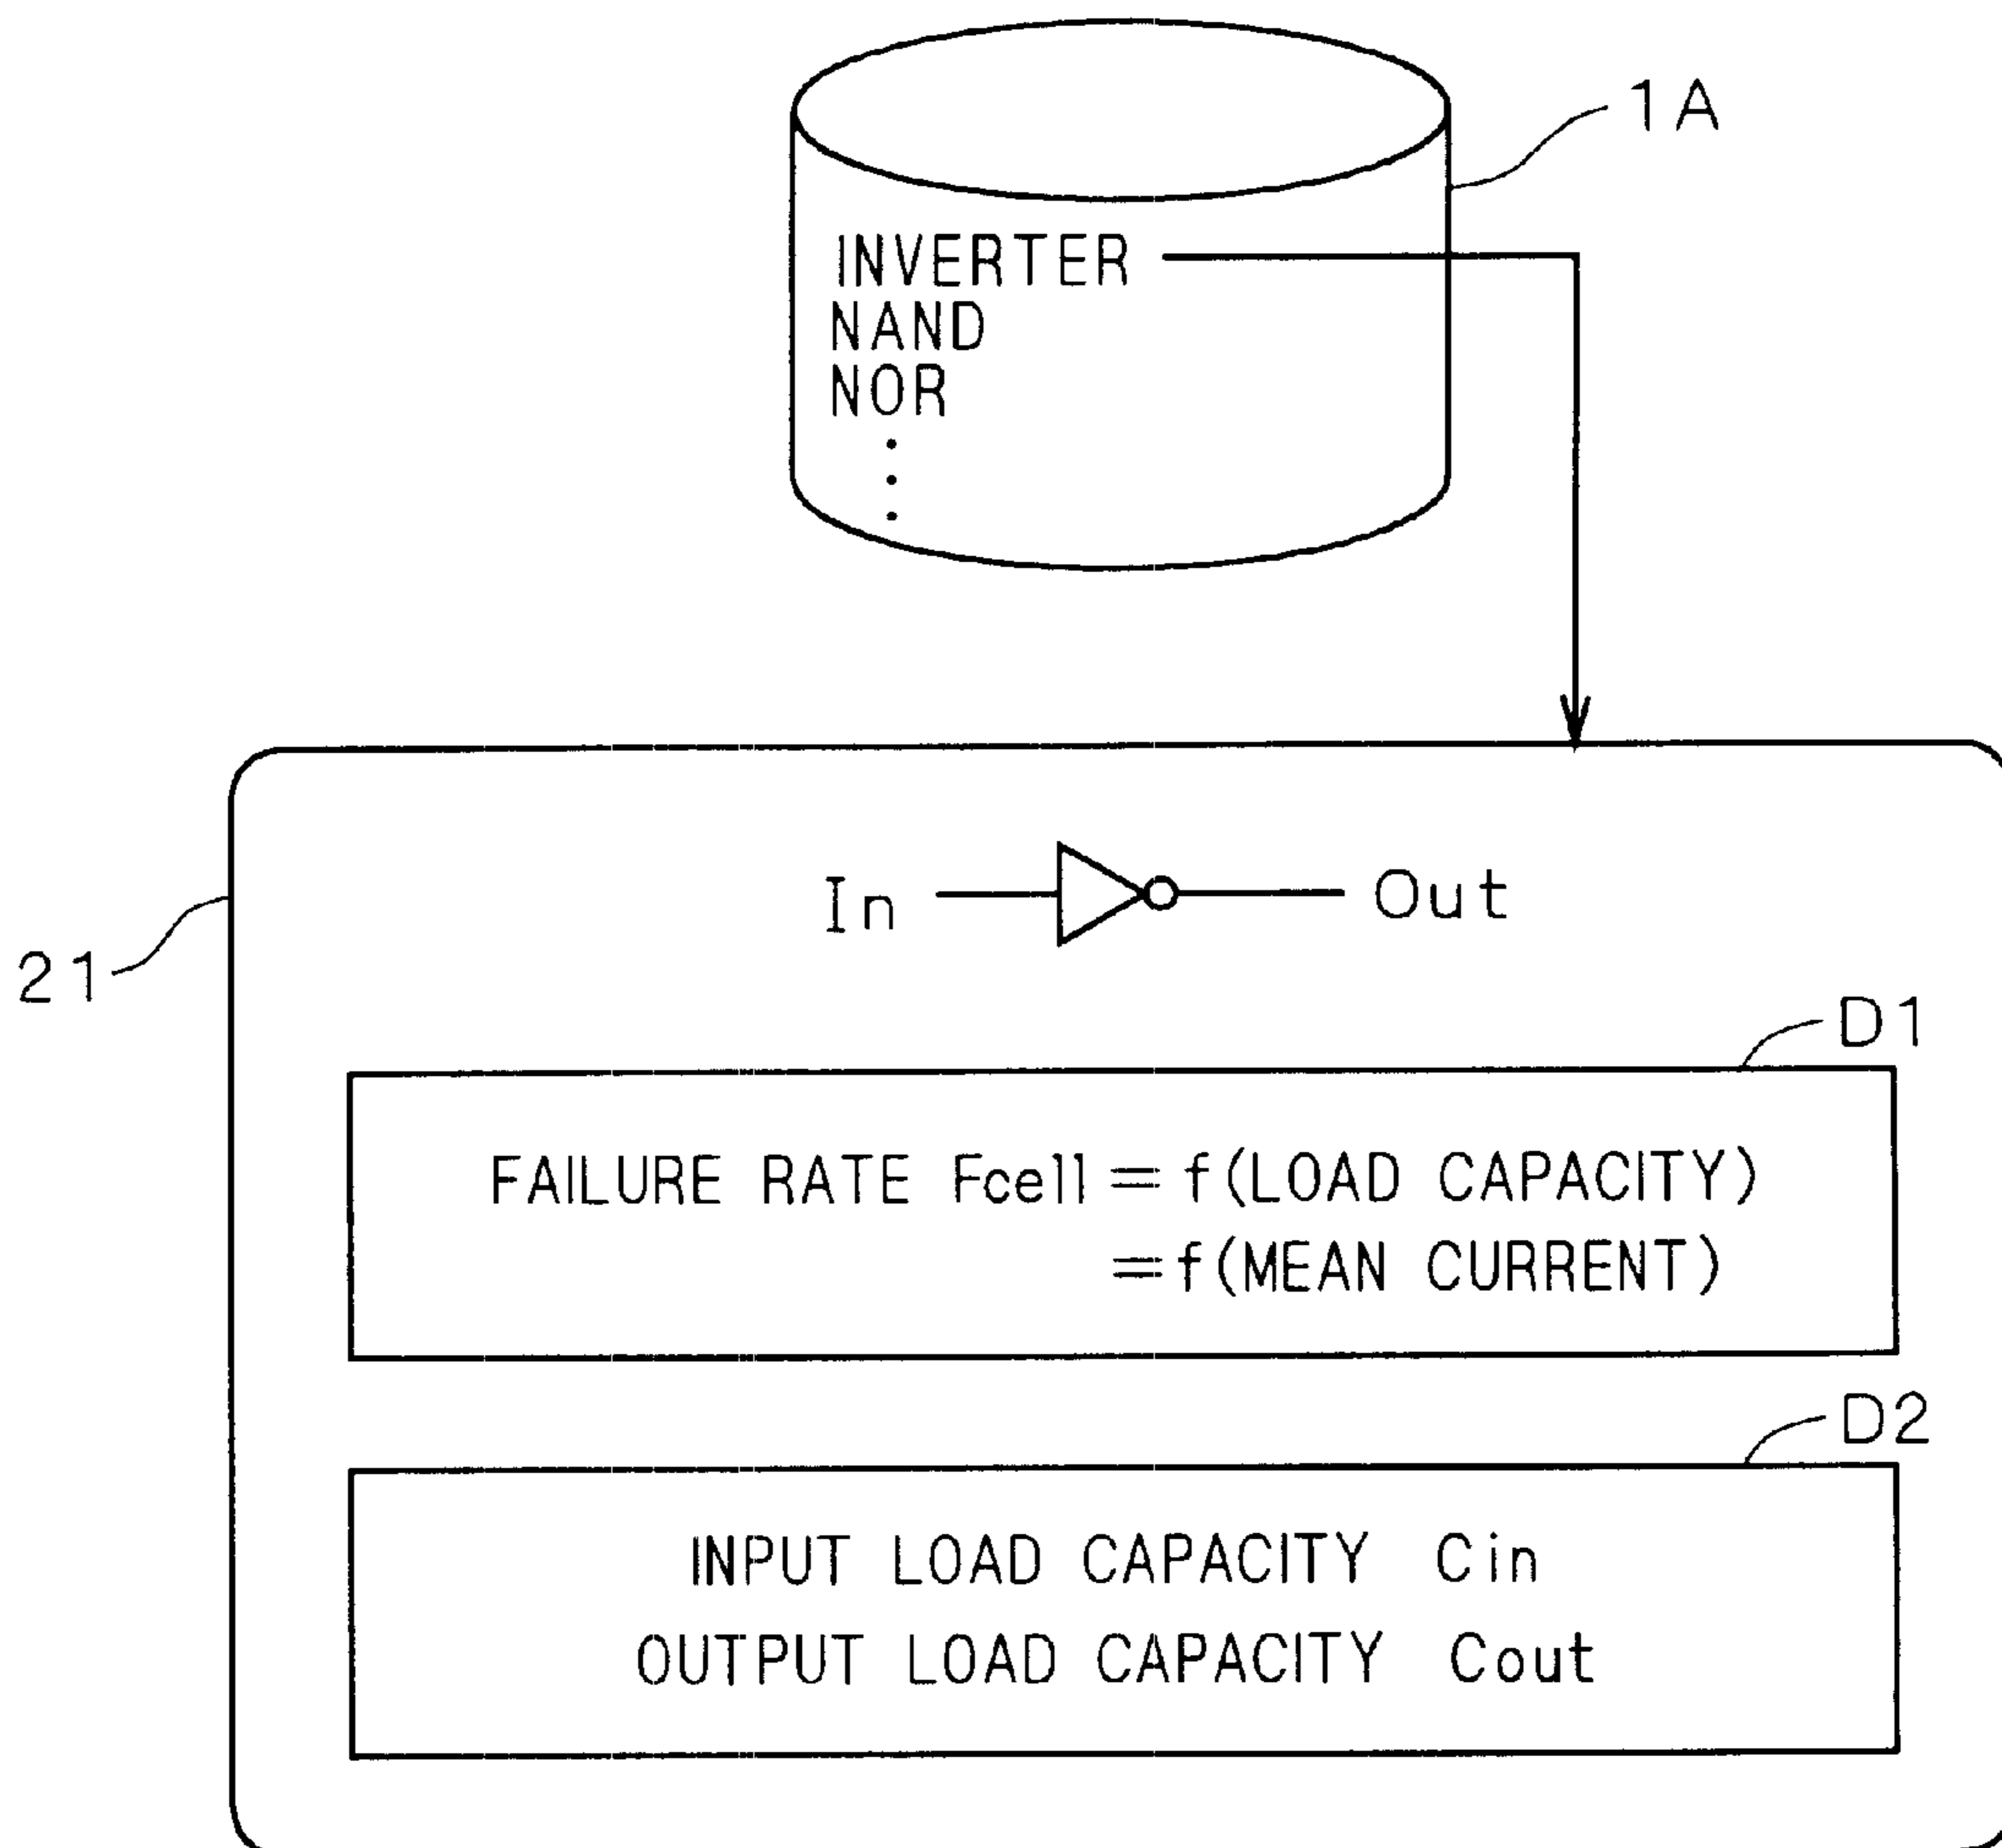 1A
INVERTER
NAND
NOR
In
Out
21
D1
FAILURE RATE Fcell = f(LOAD CAPACITY)
= f(MEAN CURRENT)
D2
INPUT LOAD CAPACITY Cin
OUTPUT LOAD CAPACITY Cout